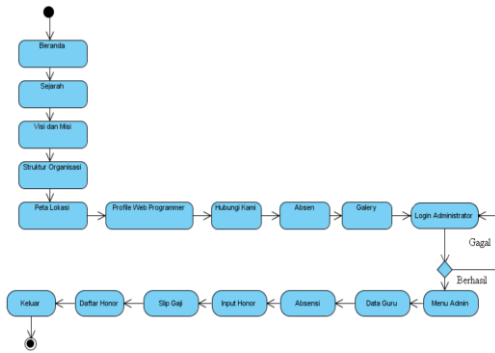 Beranda
Sejarah
Visi dan Misi
Struktur Organisasi
Peta Lokasi
Profile Web Programmer
Hubungi Kami
Absen
Galery
Login Administrator
Gagal
Berhasil
Keluar
Daftar Honor
Slip Gaji
Input Honor
Absensi
Data Guru
Menu Admin